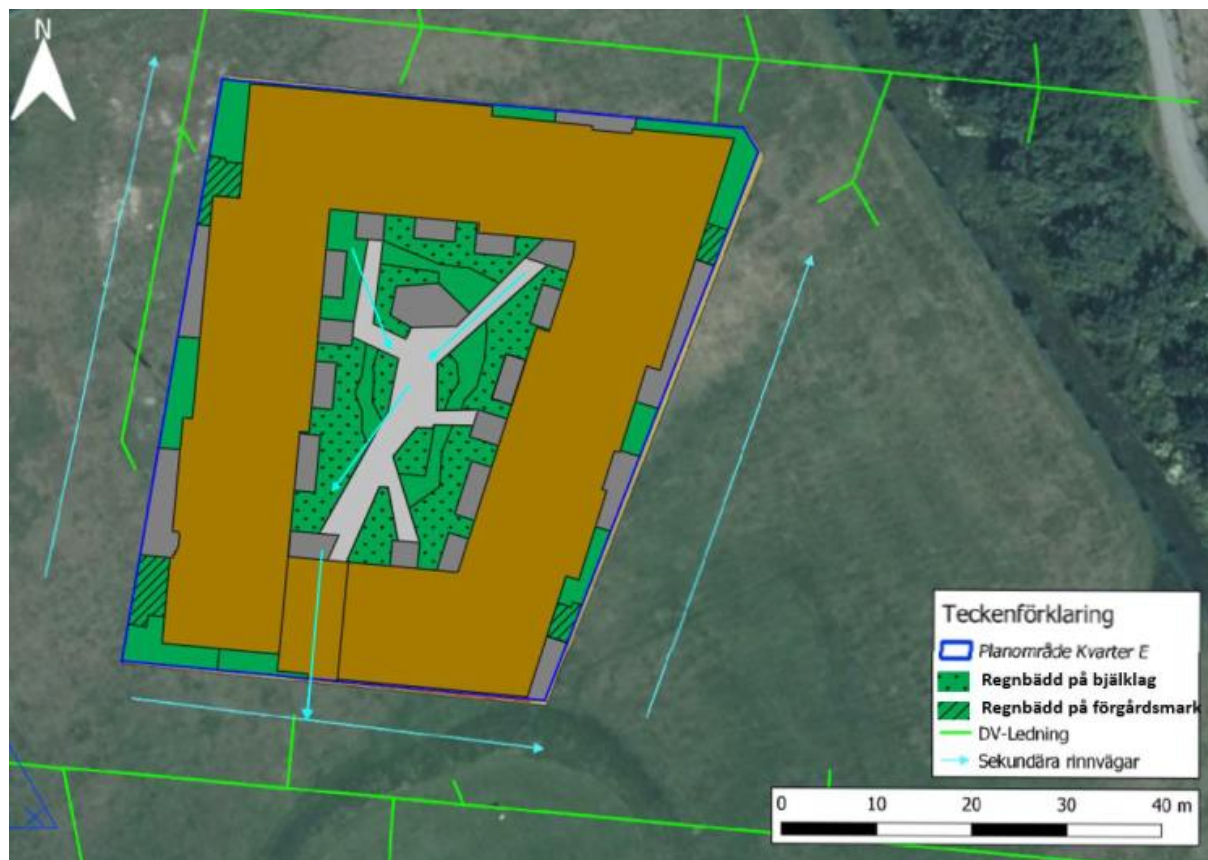 N
Teckenförklaring
Planområde Kvarter E
Regnbädd på bjälklag
Regnbädd på förgårdsmark
DV-Ledning
Sekundära rinnvägar
0 10 20 30 40 m